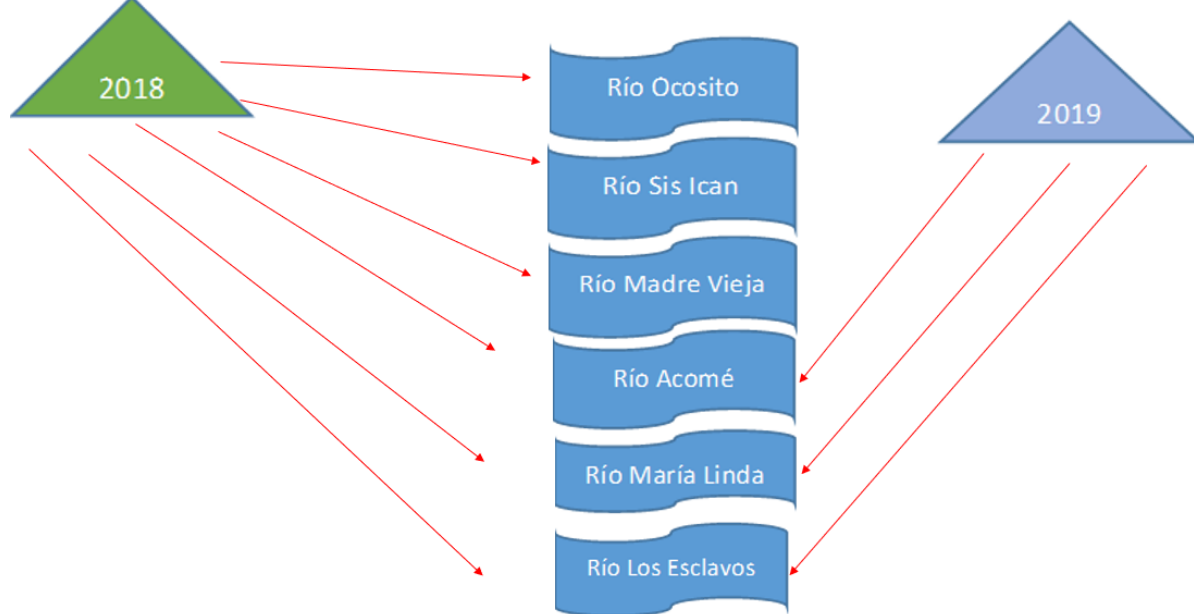 2018
Río Ocosito
2019
Río Sis Ican
Río Madre Vieja
Río Acomé
Río María Linda
Río Los Esclavos